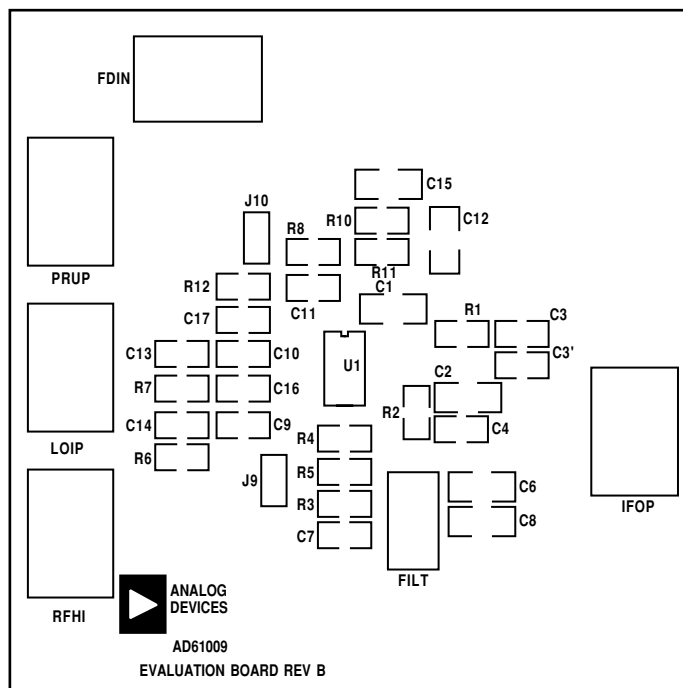 FDIN
C15
J10
R10
C12
R8
PRUP
R11
R12
C1
C11
C17
R1
C3
C3'
C13
C10
U1
C2
R7
C16
R2
C14
C9
C4
R4
LOIP
R6
R5
J9
C6
R3
IFOP
C8
C7
FILT
ANALOG
DEVICES
RFHI
AD61009
EVALUATION BOARD REV B